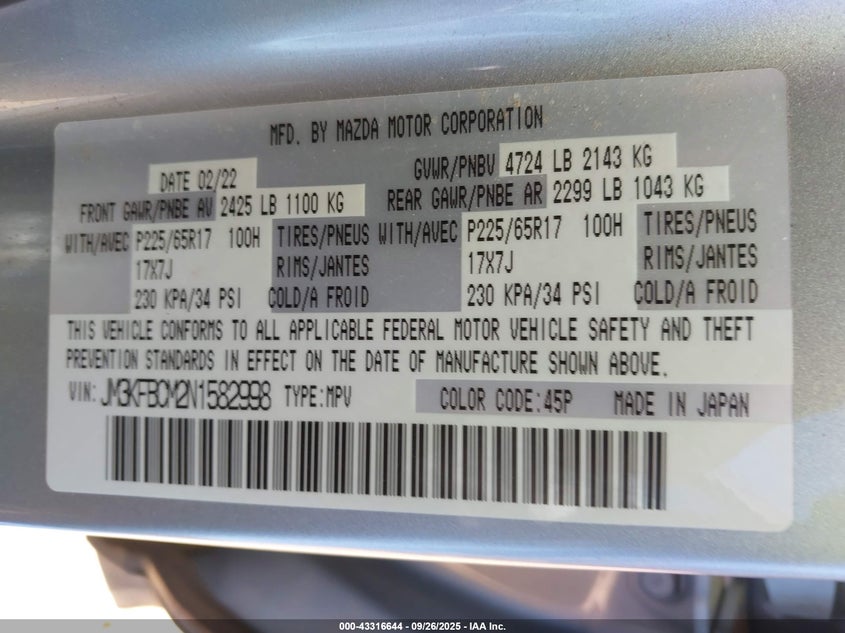 MFD. BY MAZDA MOTOR CORPORATION
DATE 02/22 GVWR/PNBV 4724 LB 2143 KG
FRONT GAWR/PNBE AV 2425 LB 1100 KG REAR GAWR/PNBE AR 2299 LB 1043 KG
WITH/AVEC P225/65R17 100H TIRES/PNEUS WITH/AVEC P225/65R17 100H TIRES/PNEUS
17X7J RIMS/JANTES 17X7J RIMS/JANTES
230 KPA/34 PSI COLD/A FROID 230 KPA/34 PSI COLD/A FROID
THIS VEHICLE CONFORMS TO ALL APPLICABLE FEDERAL MOTOR VEHICLE SAFETY AND THEFT
PREVENTION STANDARDS IN EFFECT ON THE DATE OF MANUFACTURE SHOWN ABOVE.
VIN: JM3KFBCM2N1582998 TYPE:MPV COLOR CODE:45P MADE IN JAPAN
000-43316644 - 09/26/2025 - IAA Inc.